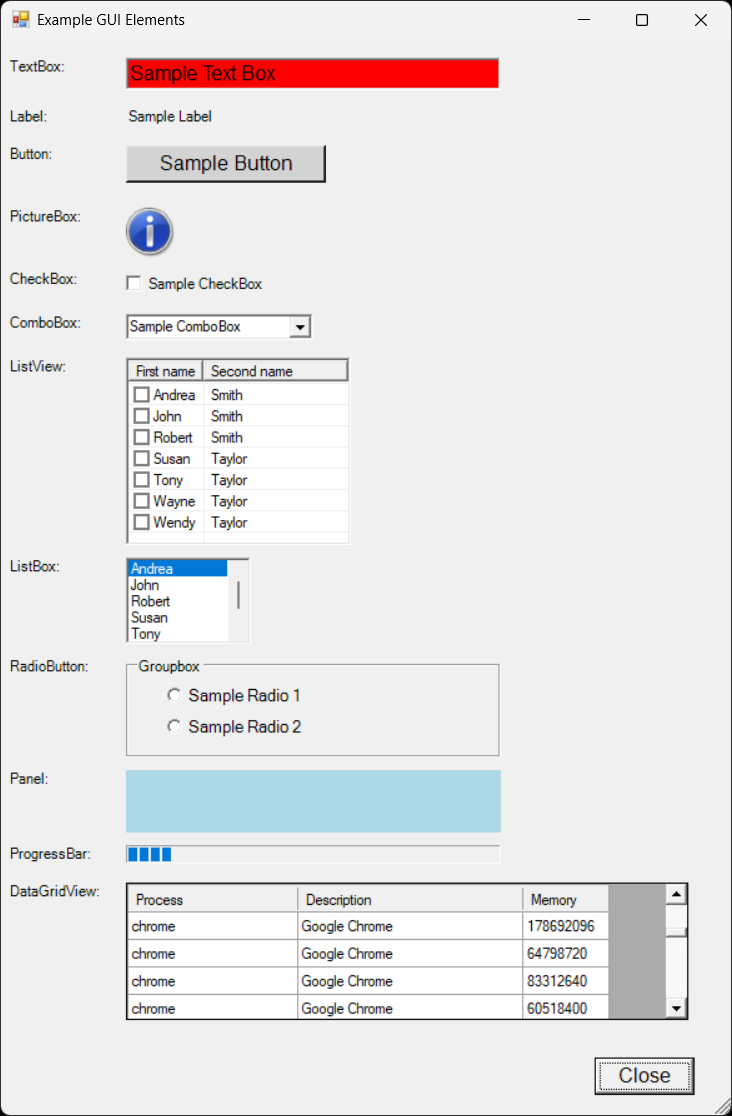 Example GUI Elements
TextBox: Sample Text Box
Label: Sample Label
Button: Sample Button
PictureBox:
CheckBox: Sample CheckBox
ComboBox: Sample ComboBox
ListView: First name Second name
Andrea Smith
John Smith
Robert Smith
Susan Taylor
Tony Taylor
Wayne Taylor
Wendy Taylor
ListBox: Andrea
John
Robert
Susan
Tony
RadioButton: Groupbox
Sample Radio 1
Sample Radio 2
Panel:
ProgressBar:
DataGridView: Process Description Memory
chrome Google Chrome 178692096
chrome Google Chrome 64798720
chrome Google Chrome 83312640
chrome Google Chrome 60518400
Close